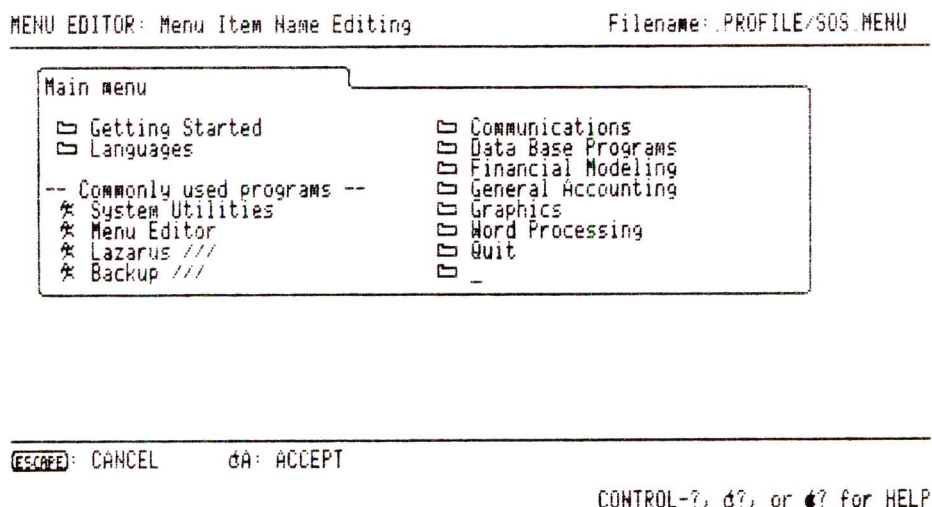 MENU EDITOR: Menu Item Name Editing
Filename: .PROFILE/SOS.MENU
Main menu
Getting Started
Languages
-- Commonly used programs --
System Utilities
Menu Editor
Lazarus ///
Backup ///
Communications
Data Base Programs
Financial Modeling
General Accounting
Graphics
Word Processing
Quit
_
ESCAPE: CANCEL A: ACCEPT
CONTROL-?, ?, or ? for HELP